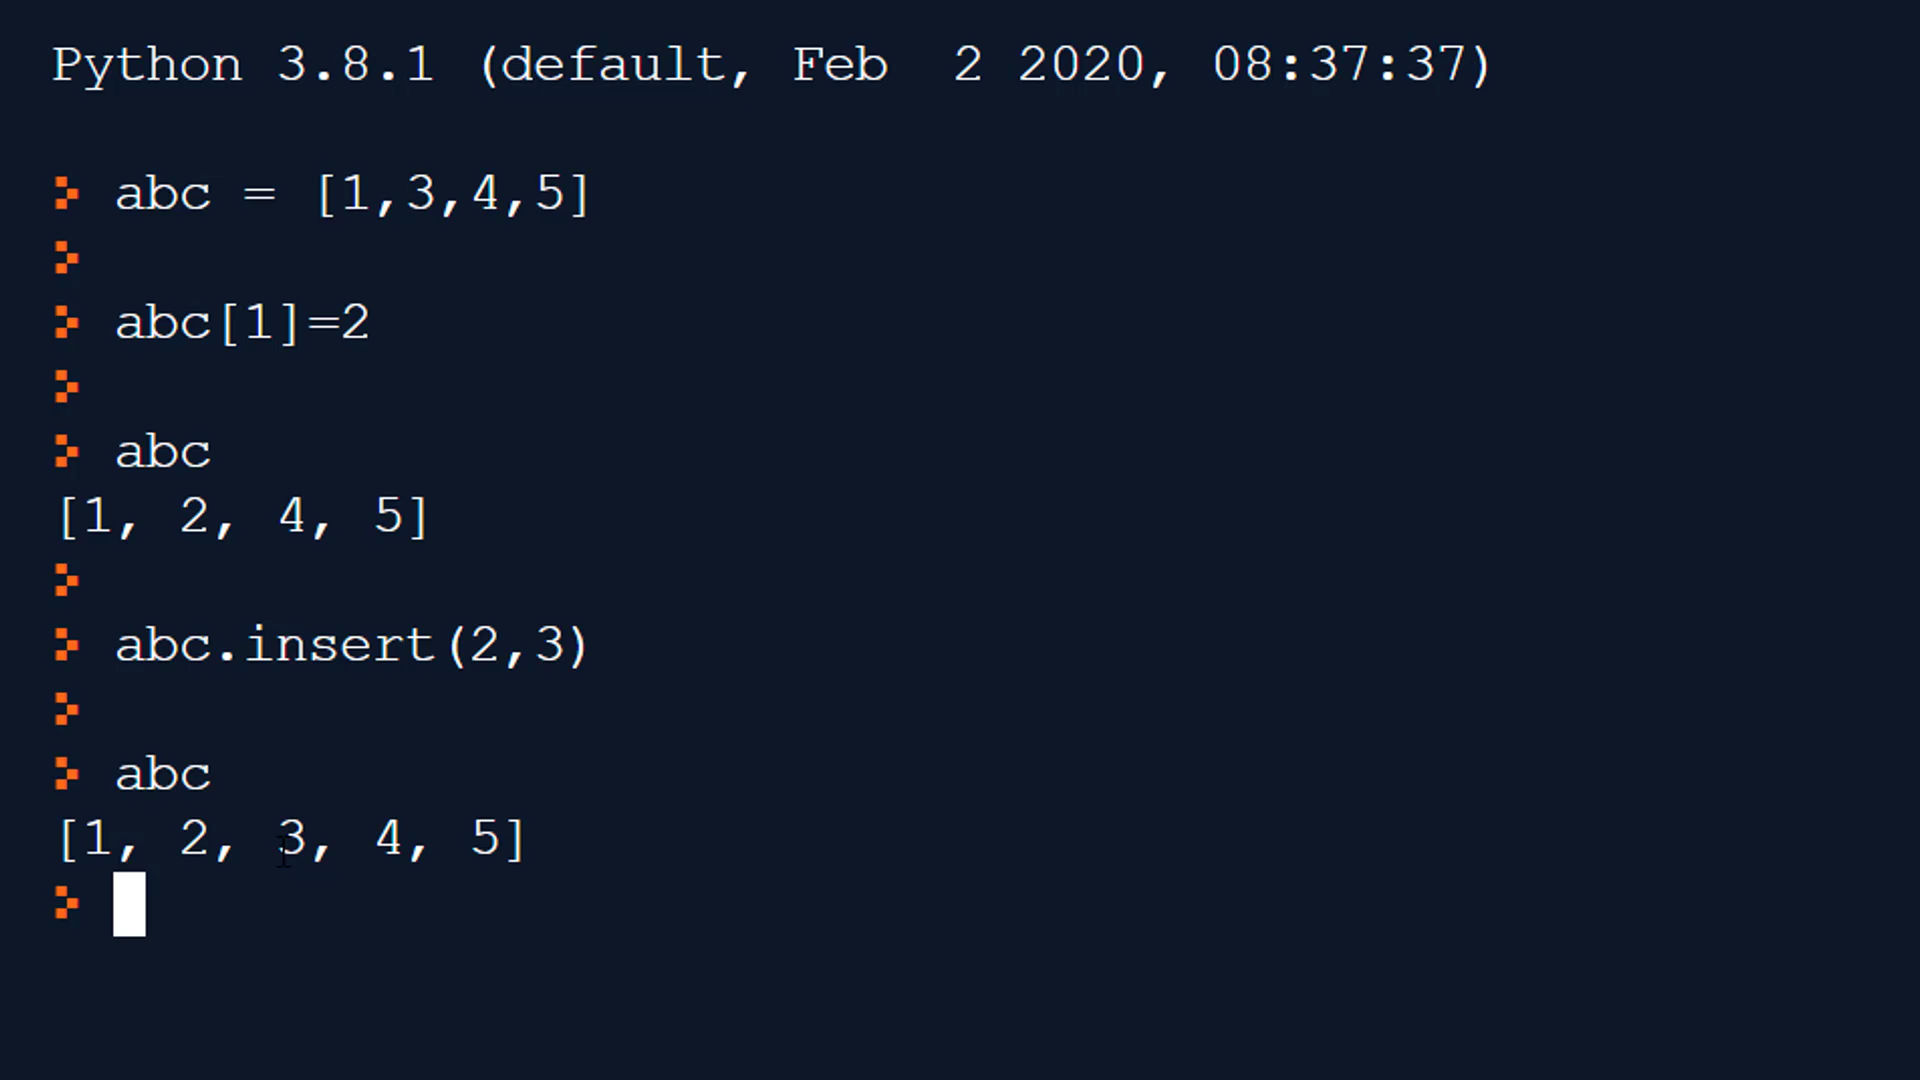 Python 3.8.1 (default, Feb  2 2020, 08:37:37)
> abc = [1,3,4,5]
>
> abc[1]=2
>
> abc
[1, 2, 4, 5]
>
> abc.insert(2,3)
>
> abc
[1, 2, 3, 4, 5]
>